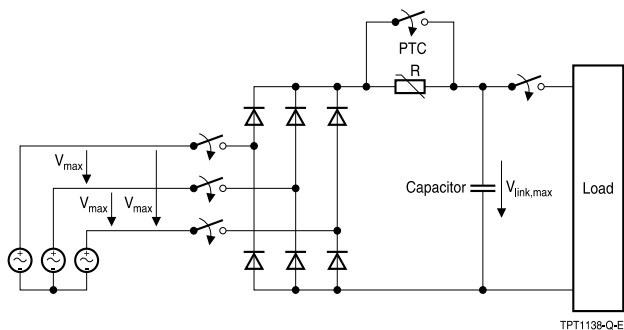 PTC
R
V_max
V_max
V_max
Capacitor
V_link,max
Load
TPT1138-Q-E